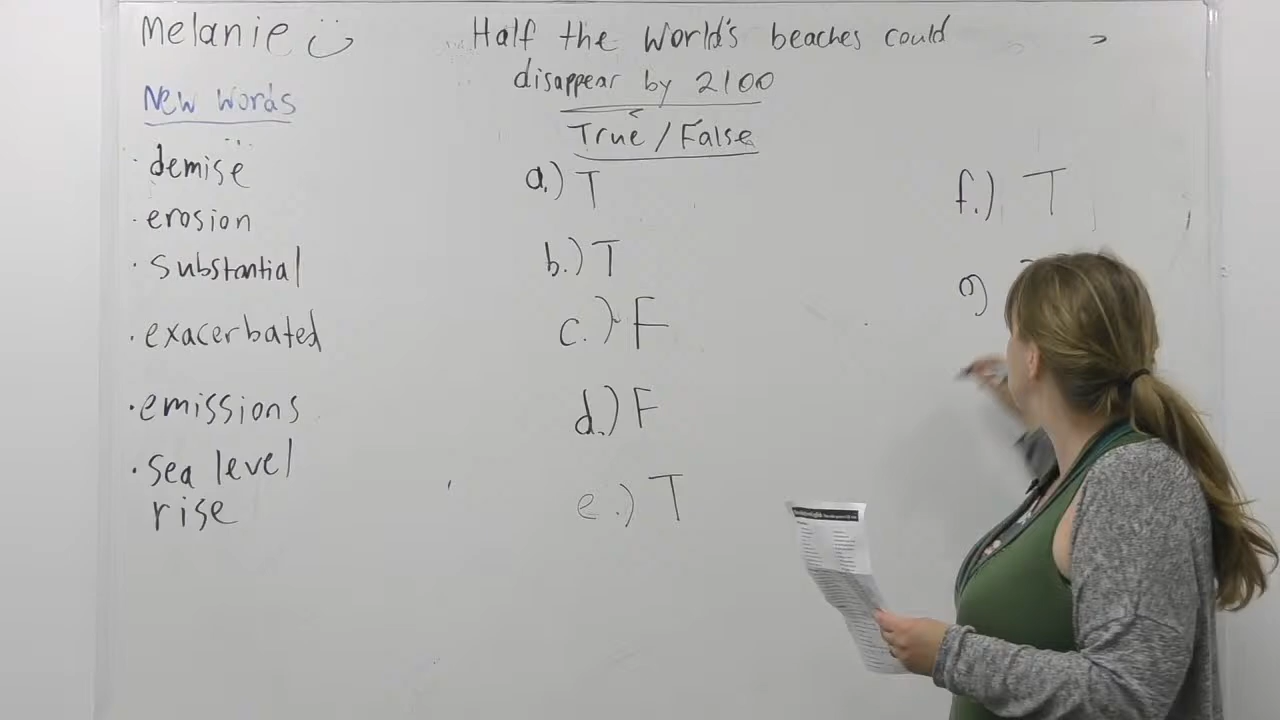 Melanie
New words
· demise
· erosion
· substantial
· exacerbated
· emissions
· sea level
rise
Half the World's beaches could
disappear by 2100
True / False
a.) T
b.) T
c.) F
d.) F
e.) T
f.) T
g)